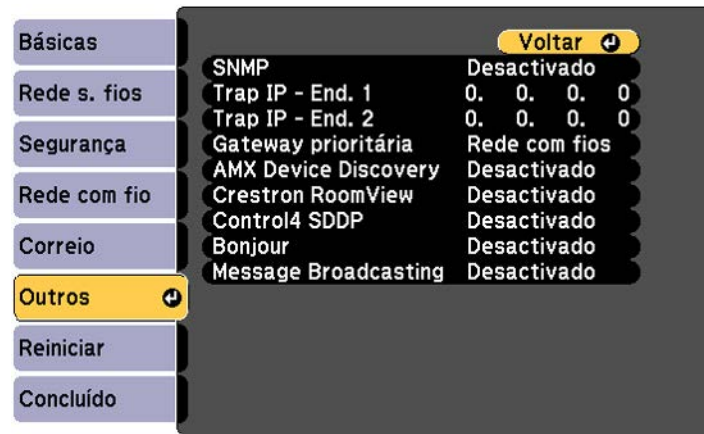 Básicas
Rede s. fios
Segurança
Rede com fio
Correio
Outros
Reiniciar
Concluído
Voltar
SNMP Desactivado
Trap IP - End. 1 0. 0. 0. 0
Trap IP - End. 2 0. 0. 0. 0
Gateway prioritária Rede com fios
AMX Device Discovery Desactivado
Crestron RoomView Desactivado
Control4 SDDP Desactivado
Bonjour Desactivado
Message Broadcasting Desactivado